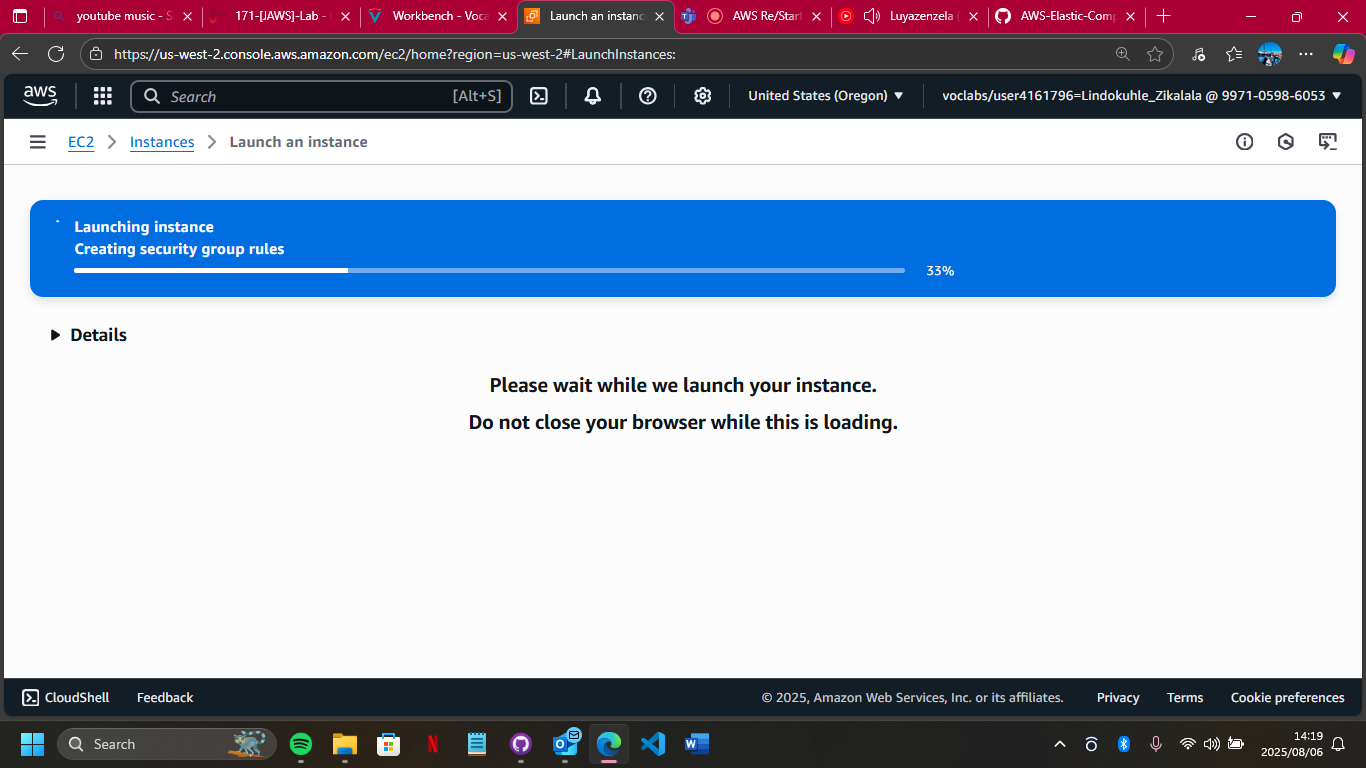 youtube music - S
171-[JAWS]-Lab -
Workbench - Voca
Launch an instanc
AWS Re/Start
Luyazenzela
AWS-Elastic-Comp
https://us-west-2.console.aws.amazon.com/ec2/home?region=us-west-2#LaunchInstances:
aws
Search
[Alt+S]
United States (Oregon)
voclabs/user4161796=Lindokuhle_Zikalala @ 9971-0598-6053
EC2
Instances
Launch an instance
Launching instance
Creating security group rules
33%
Details
Please wait while we launch your instance.
Do not close your browser while this is loading.
CloudShell
Feedback
© 2025, Amazon Web Services, Inc. or its affiliates.
Privacy
Terms
Cookie preferences
Search
14:19
2025/08/06